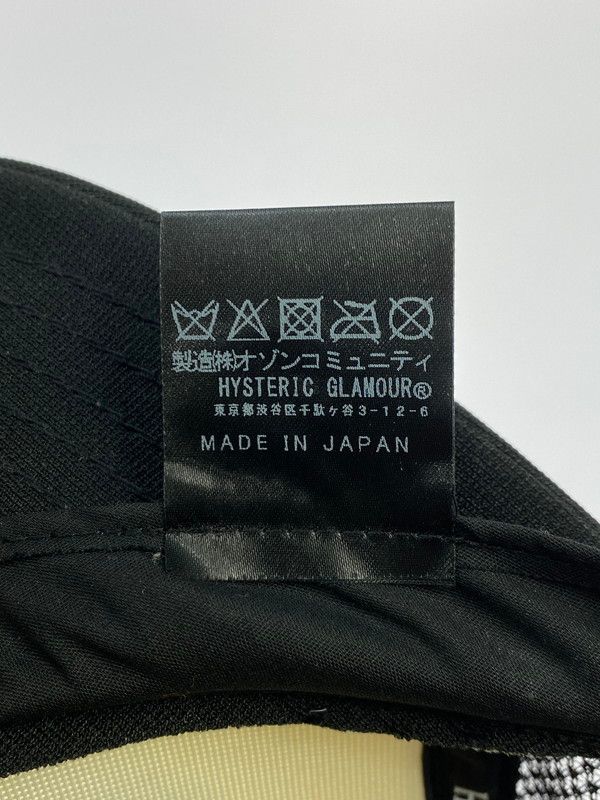 製造(株)オゾンコミュニティ
HYSTERIC GLAMOUR®
東京都渋谷区千駄ヶ谷3-12-6
MADE IN JAPAN